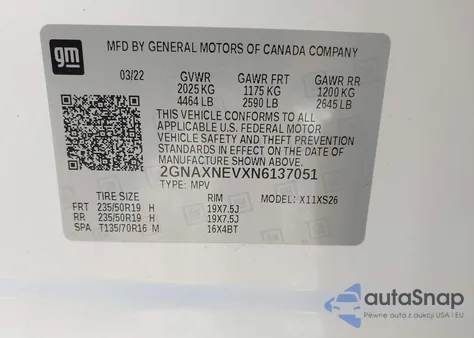 gm
MFD BY GENERAL MOTORS OF CANADA COMPANY
03/22 GVWR GAWR FRT GAWR RR
2025 KG 1175 KG 1200 KG
4464 LB 2590 LB 2645 LB
THIS VEHICLE CONFORMS TO ALL
APPLICABLE U.S. FEDERAL MOTOR
VEHICLE SAFETY AND THEFT PREVENTION
STANDARDS IN EFFECT ON THE DATE OF
MANUFACTURE SHOWN ABOVE.
2GNAXNEVXN6137051
TYPE: MPV MODEL: X11XS26
TIRE SIZE RIM
FRT 235/50R19 H 19X7.5J
RR 235/50R19 H 19X7.5J
SPA T135/70R16 M 16X4BT
autoSnap
Pewne auta z aukcji USA i EU